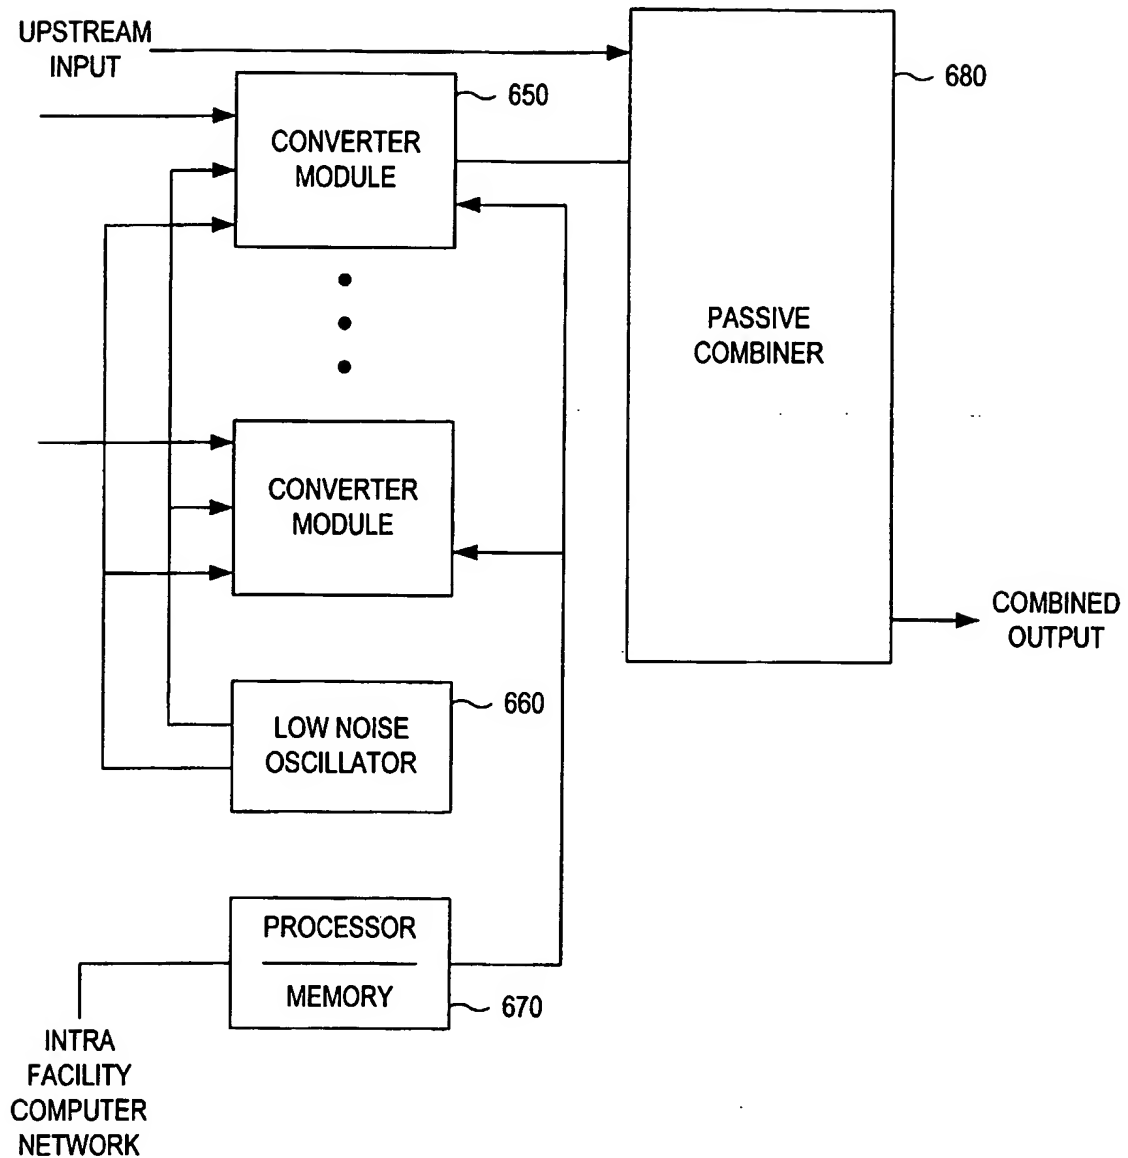 UPSTREAM
INPUT
650
680
CONVERTER
MODULE
PASSIVE
COMBINER
CONVERTER
MODULE
COMBINED
OUTPUT
660
LOW NOISE
OSCILLATOR
PROCESSOR
MEMORY
670
INTRA
FACILITY
COMPUTER
NETWORK